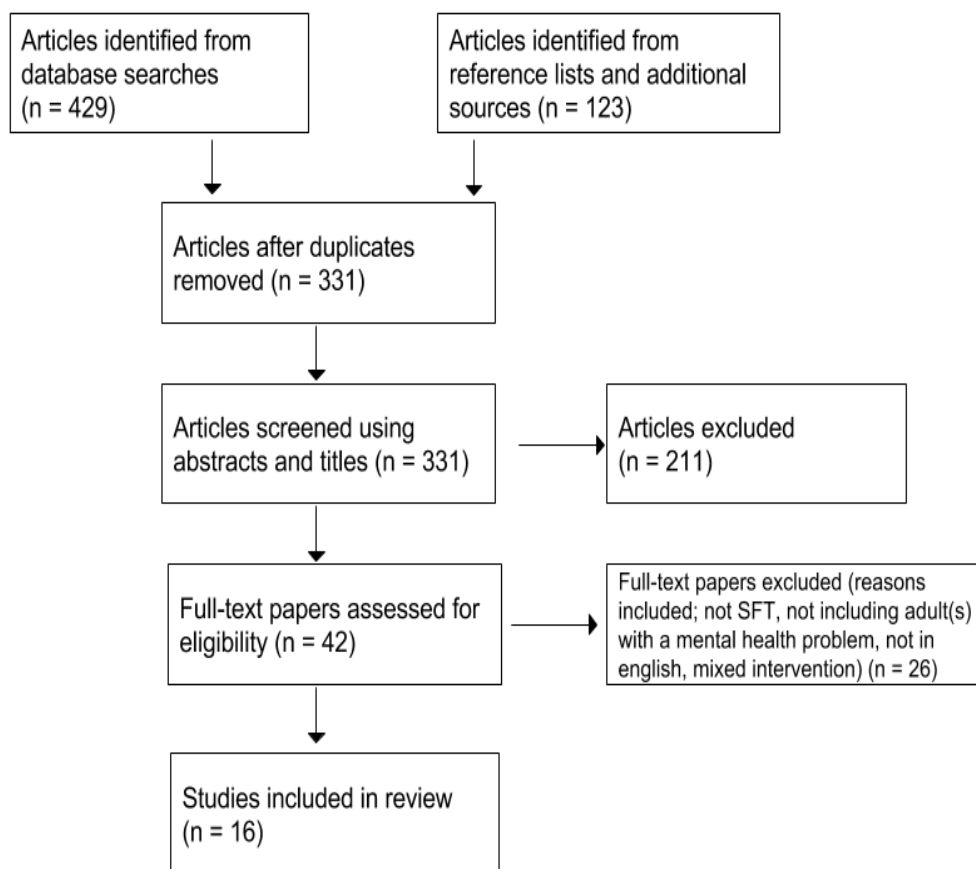 Articles identified from
database searches
(n = 429)
Articles identified from
reference lists and additional
sources (n = 123)
Articles after duplicates
removed (n = 331)
Articles screened using
abstracts and titles (n = 331)
Articles excluded
(n = 211)
Full-text papers assessed for
eligibility (n = 42)
Full-text papers excluded (reasons
included; not SFT, not including adult(s)
with a mental health problem, not in
english, mixed intervention) (n = 26)
Studies included in review
(n = 16)